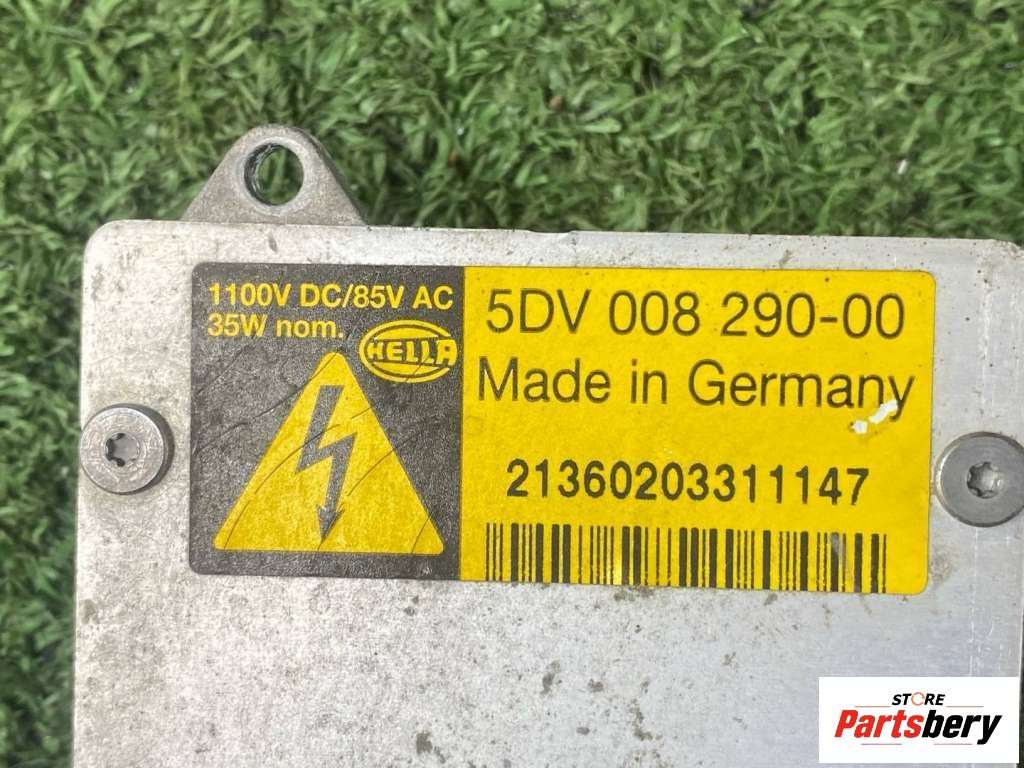 1100V DC/85V AC
35W nom.
HELLA
5DV 008 290-00
Made in Germany
21360203311147
STORE
Partsbery